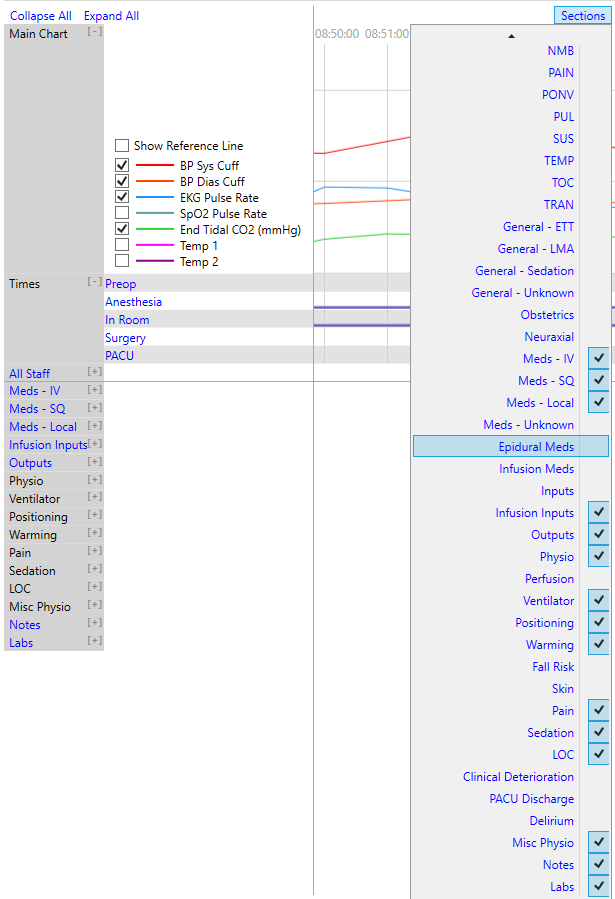 Collapse All Expand All
Sections
Main Chart [-]
08:50:00 08:51:00
Show Reference Line
BP Sys Cuff
BP Dias Cuff
EKG Pulse Rate
SpO2 Pulse Rate
End Tidal CO2 (mmHg)
Temp 1
Temp 2
Times [-] Preop
Anesthesia
In Room
Surgery
PACU
All Staff [+]
Meds - IV [+]
Meds - SQ [+]
Meds - Local [+]
Infusion Inputs [+]
Outputs [+]
Physio [+]
Ventilator [+]
Positioning [+]
Warming [+]
Pain [+]
Sedation [+]
LOC [+]
Misc Physio [+]
Notes [+]
Labs [+]
NMB
PAIN
PONV
PUL
SUS
TEMP
TOC
TRAN
General - ETT
General - LMA
General - Sedation
General - Unknown
Obstetrics
Neuraxial
Meds - IV
Meds - SQ
Meds - Local
Meds - Unknown
Epidural Meds
Infusion Meds
Inputs
Infusion Inputs
Outputs
Physio
Perfusion
Ventilator
Positioning
Warming
Fall Risk
Skin
Pain
Sedation
LOC
Clinical Deterioration
PACU Discharge
Delirium
Misc Physio
Notes
Labs